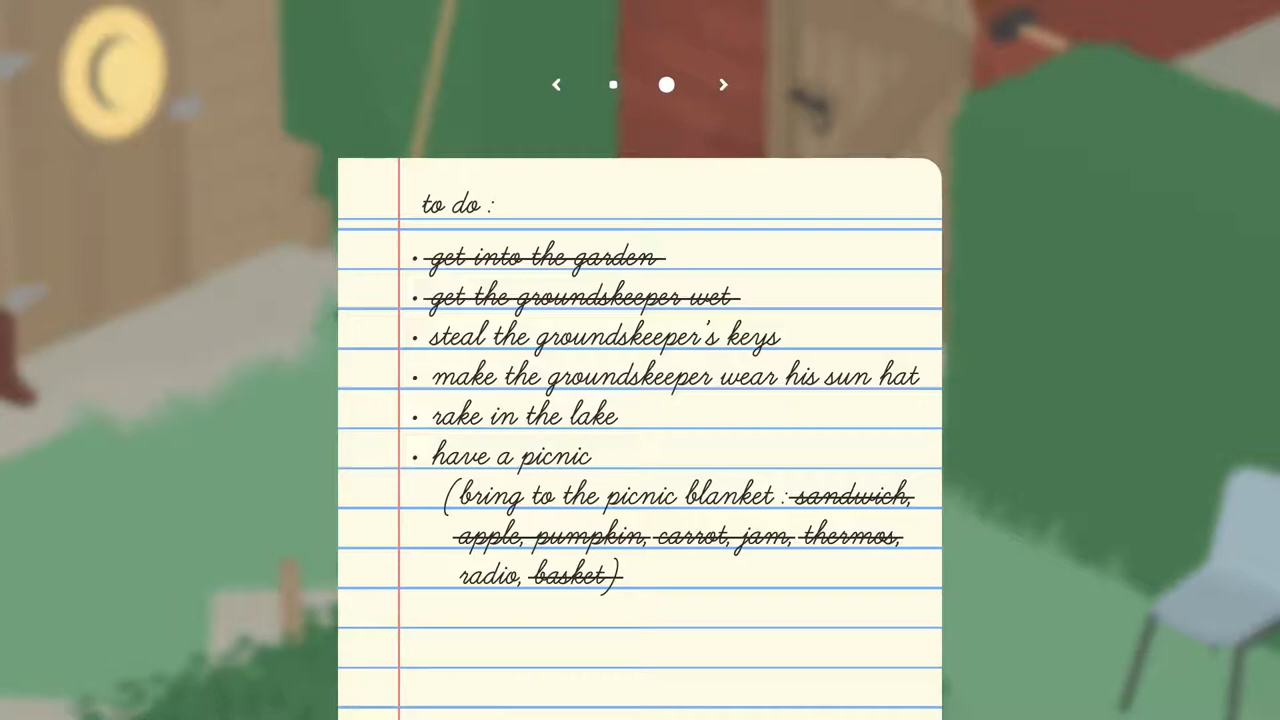 to do :
• get into the garden
• get the groundskeeper wet
• steal the groundskeeper's keys
• make the groundskeeper wear his sun hat
• rake in the lake
• have a picnic
(bring to the picnic blanket : sandwich,
apple, pumpkin, carrot, jam, thermos,
radio, basket)